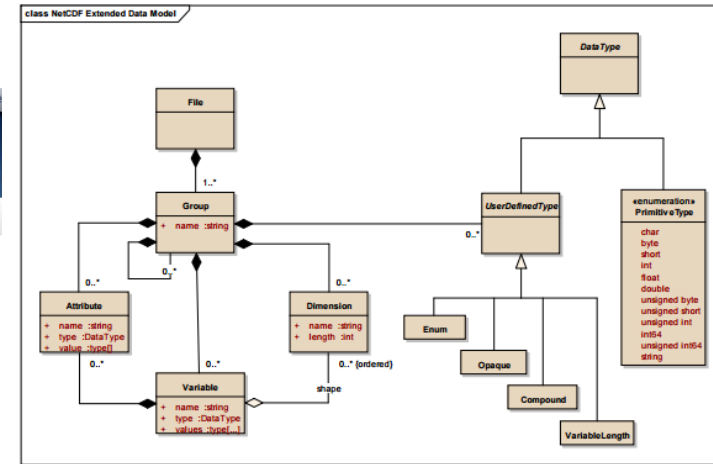 class NetCDF Extended Data Model
DataType
File
1..*
Group
+ name :string
0..*
UserDefinedType
«enumeration»
PrimitiveType
char
byte
short
int
float
double
unsigned byte
unsigned short
unsigned int
int64
unsigned int64
string
0..*
0..*
0..*
Attribute
+ name :string
+ type :DataType
+ value :type[]
Dimension
+ name :string
+ length :int
Enum
Opaque
Compound
VariableLength
0..*
0..*
0..* {ordered}
shape
Variable
+ name :string
+ type :DataType
+ values :type[...]